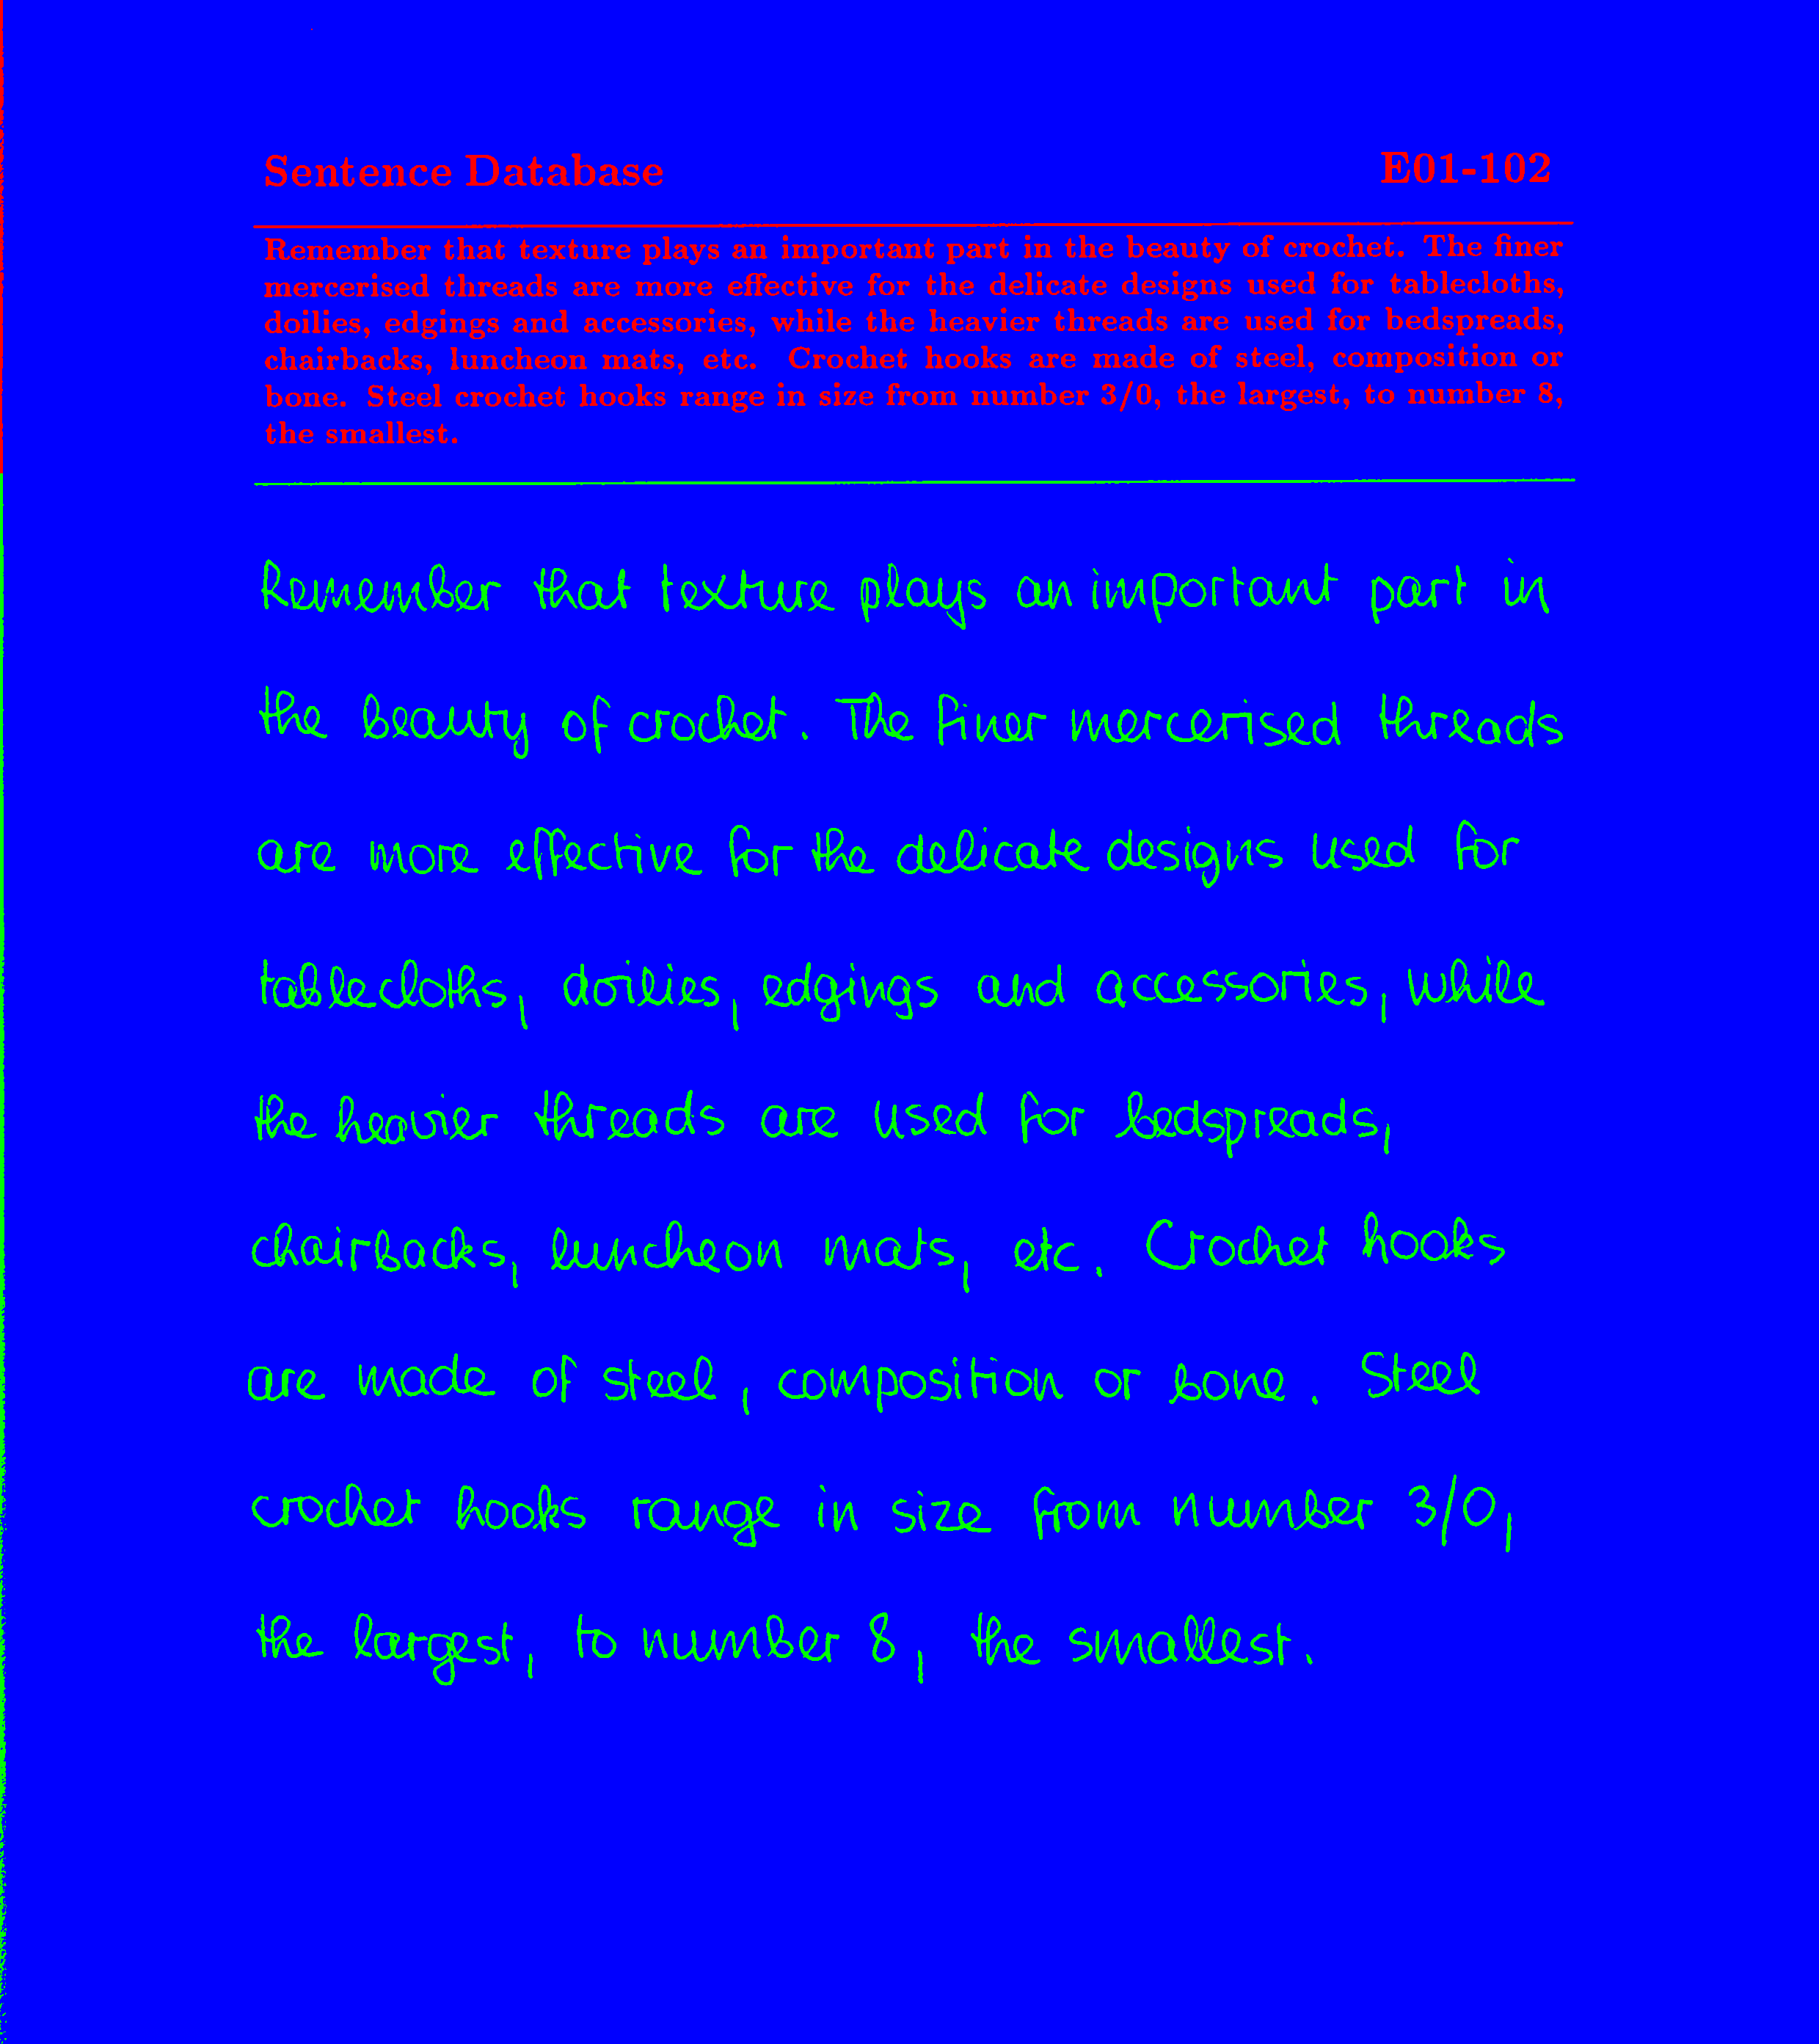 Sentence Database E01-102
Remember that texture plays an important part in the beauty of crochet. The finer
mercerised threads are more effective for the delicate designs used for tablecloths,
doilies, edgings and accessories, while the heavier threads are used for bedspreads,
chairbacks, luncheon mats, etc. Crochet hooks are made of steel, composition or
bone. Steel crochet hooks range in size from number 3/0, the largest, to number 8,
the smallest.
Remember that texture plays an important part in
the beauty of crochet. The finer mercerised threads
are more effective for the delicate designs used for
tablecloths, doilies, edgings and accessories, while
the heavier threads are used for bedspreads,
chairbacks, luncheon mats, etc. Crochet hooks
are made of steel, composition or bone. Steel
crochet hooks range in size from number 3/0,
the largest, to number 8, the smallest.